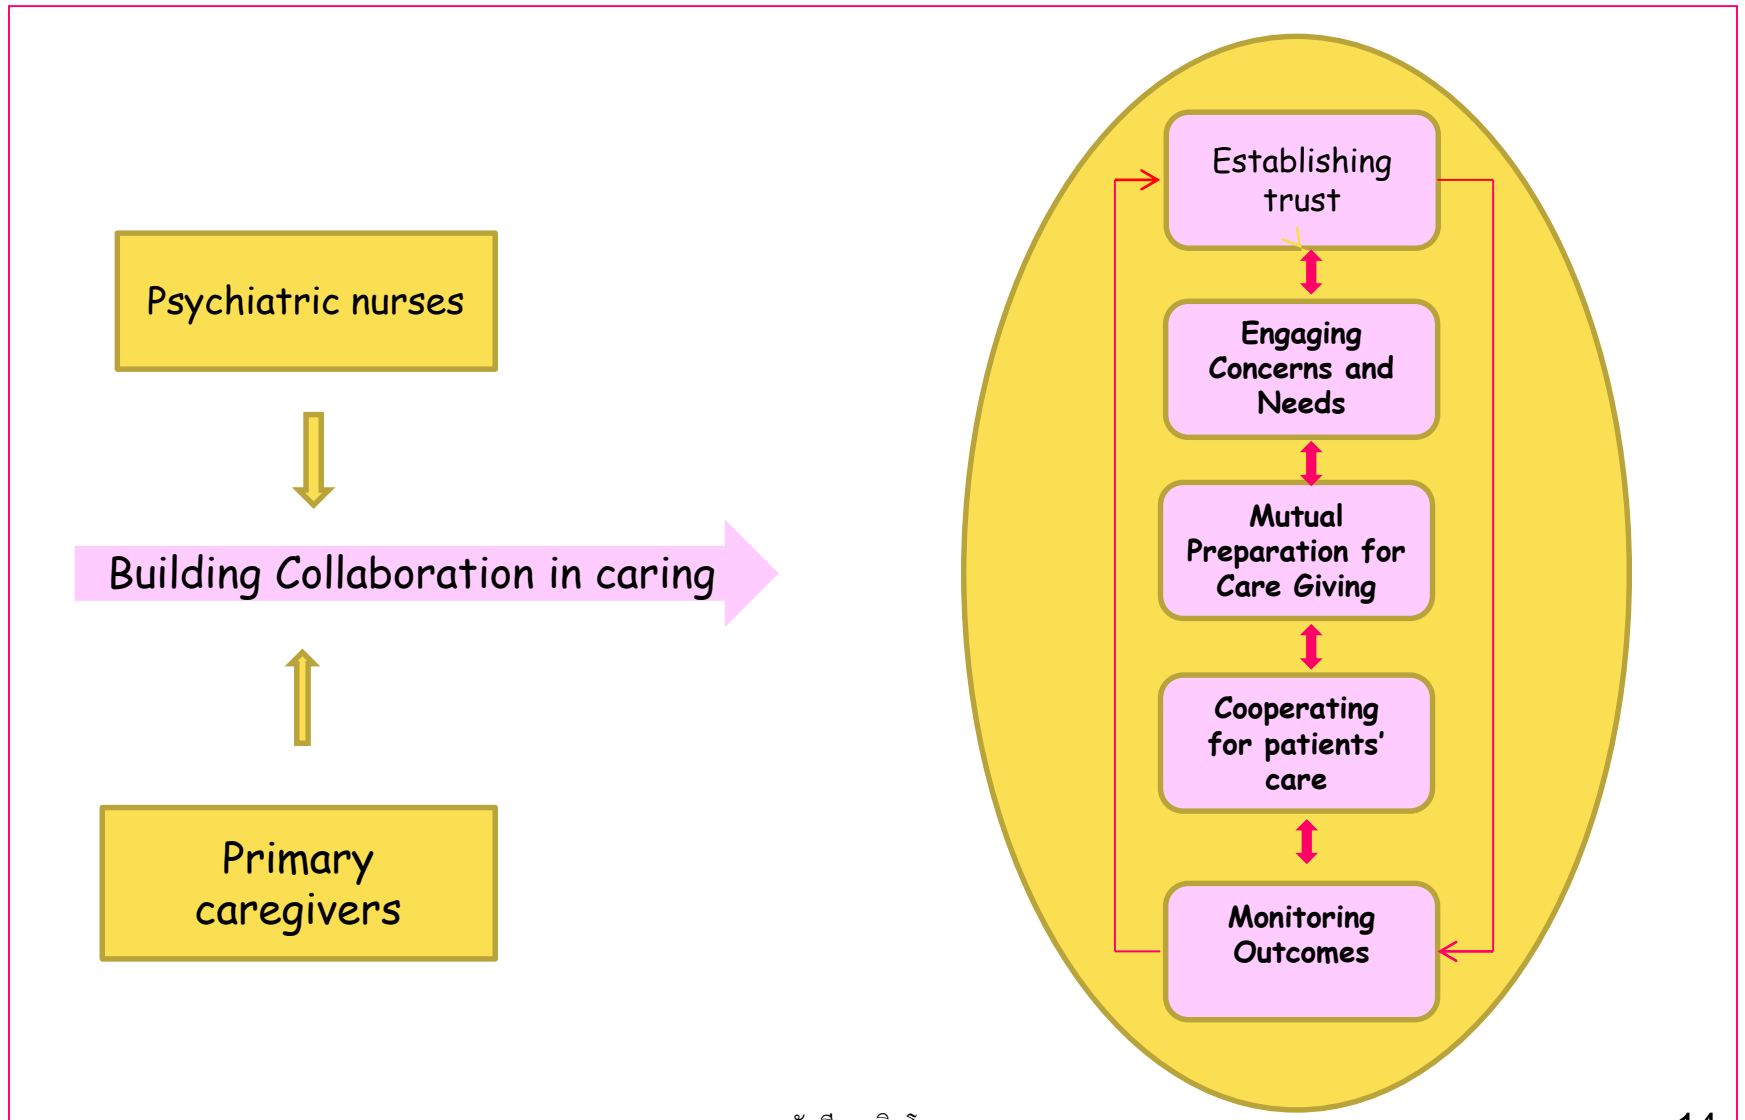 Psychiatric nurses
Building Collaboration in caring
Primary
caregivers
Establishing
trust
Engaging
Concerns and
Needs
Mutual
Preparation for
Care Giving
Cooperating
for patients’
care
Monitoring
Outcomes